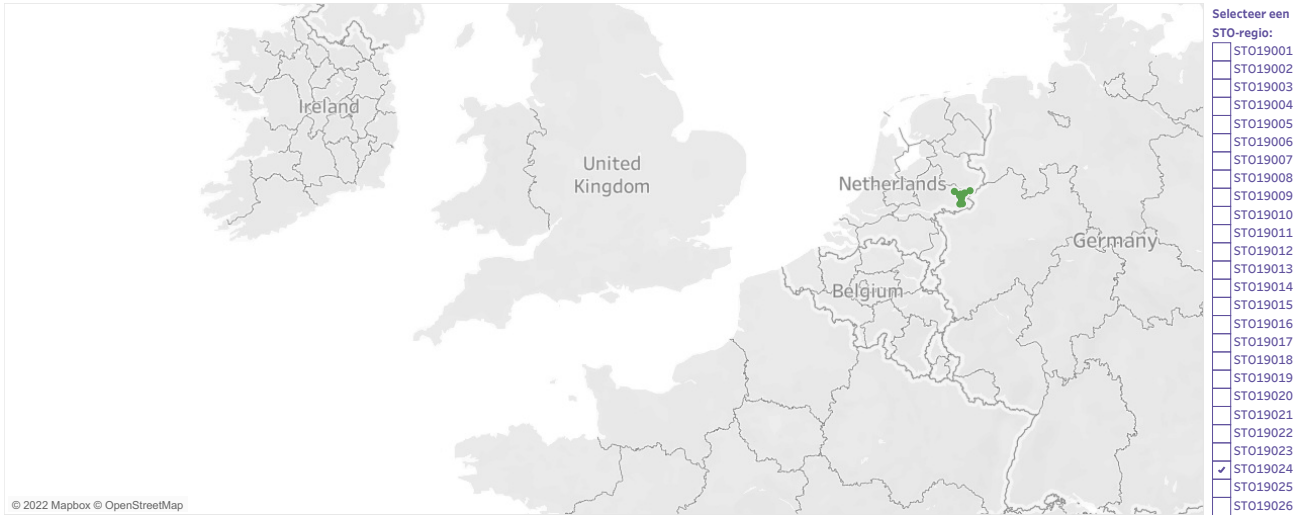 Ireland
United
Kingdom
Netherlands
Germany
Belgium
© 2022 Mapbox © OpenStreetMap
Selecteer een
STO-regio:
STO19001
STO19002
STO19003
STO19004
STO19005
STO19006
STO19007
STO19008
STO19009
STO19010
STO19011
STO19012
STO19013
STO19014
STO19015
STO19016
STO19017
STO19018
STO19019
STO19020
STO19021
STO19022
STO19023
STO19024
STO19025
STO19026